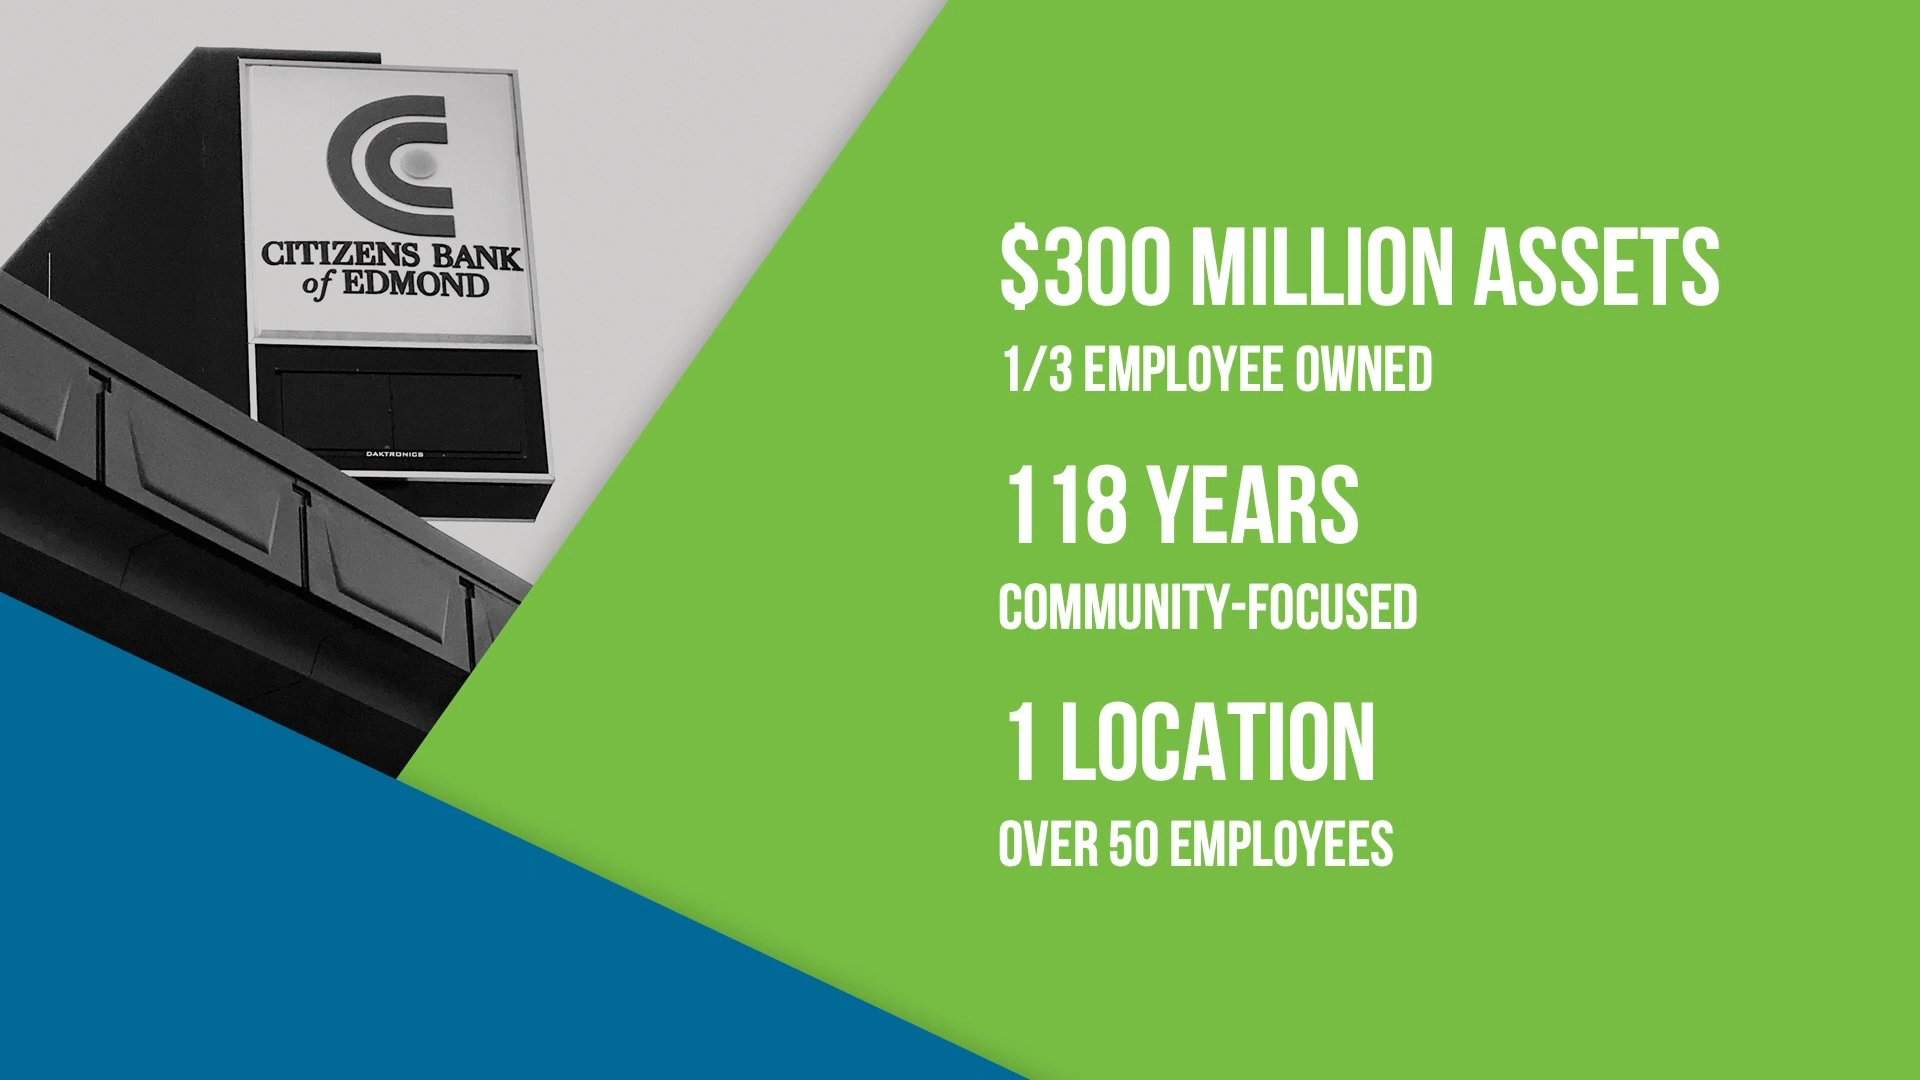 CITIZENS BANK
of EDMOND
DAKTRONICS
$300 MILLION ASSETS
1/3 EMPLOYEE OWNED
118 YEARS
COMMUNITY-FOCUSED
1 LOCATION
OVER 50 EMPLOYEES